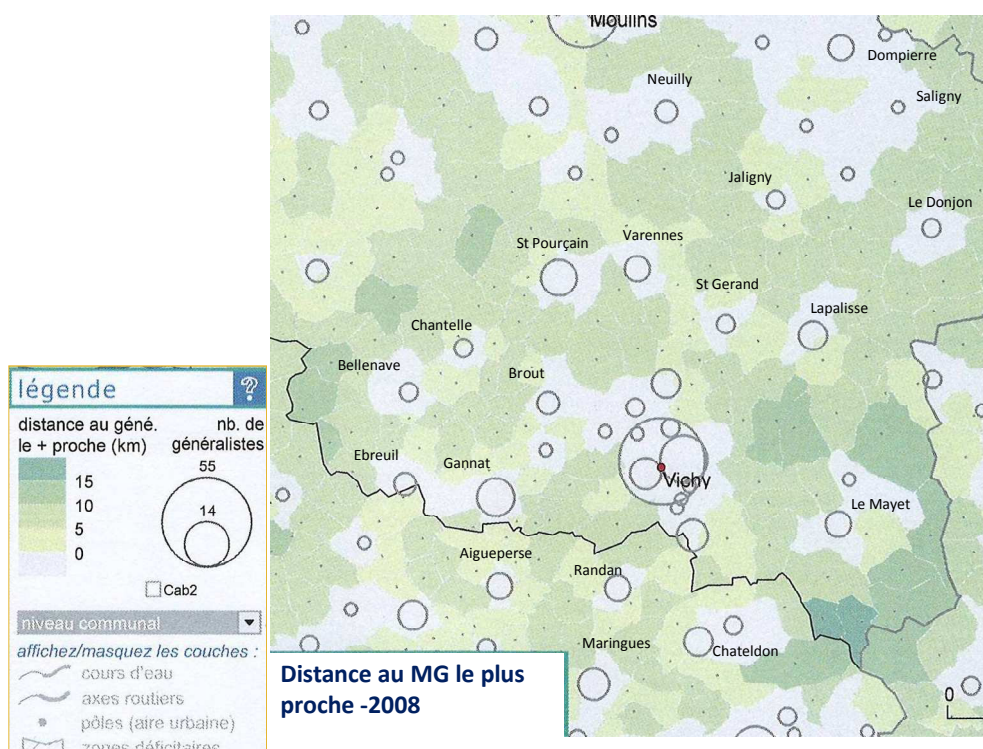 Moulins
Dompierre
Neuilly
Saligny
Jaligny
Le Donjon
St Pourçain
Varennes
St Gerand
Lapalisse
Chantelle
Bellenave
Brout
Ebreuil
Gannat
Vichy
Le Mayet
Aigueperse
Randan
Maringues
Chateldon
0
Distance au MG le plus
proche -2008
légende ?
distance au géné. nb. de
le + proche (km) généralistes
55
15
14
10
5
0
Cab2
niveau communal
affichez/masquez les couches :
cours d'eau
axes routiers
pôles (aire urbaine)
zones déficitaires